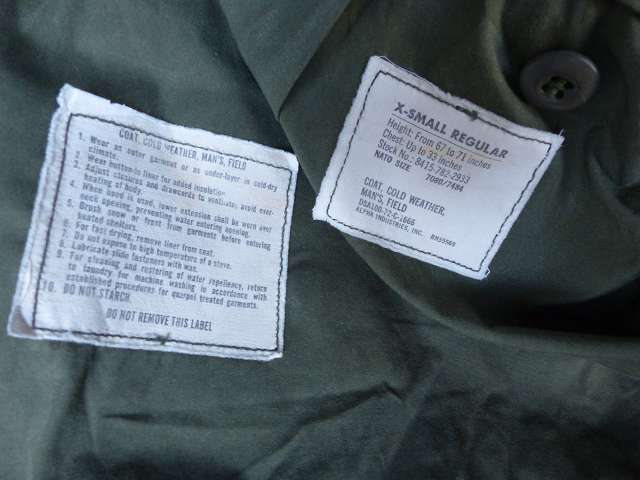 COAT, COLD WEATHER, MAN'S, FIELD
1. Wear as outer garment or as under-layer in cold-dry
climate.
2. Wear button-in liner for added insulation.
3. Adjust closures and drawcords to ventilate; avoid over-
heating of body.
4. When hood is used, lower extension shall be worn over
neck opening, preventing water entering opening.
5. Brush snow or frost from garments before entering
heated shelters.
6. For fast drying, remove liner from coat.
7. Do not expose to high temperature of a stove.
8. Lubricate slide fasteners with wax.
9. For cleaning and restoring of water repellency, return
to laundry for machine washing in accordance with
established procedures for quarpel treated garments.
10. DO NOT STARCH.
DO NOT REMOVE THIS LABEL
X-SMALL REGULAR
Height: From 67 to 71 inches
Chest: Up to 33 inches
Stock No.: 8415-782-2933
NATO SIZE 7080/7484
COAT, COLD WEATHER,
MAN'S, FIELD
DSA100-72-C-1666
ALPHA INDUSTRIES, INC.